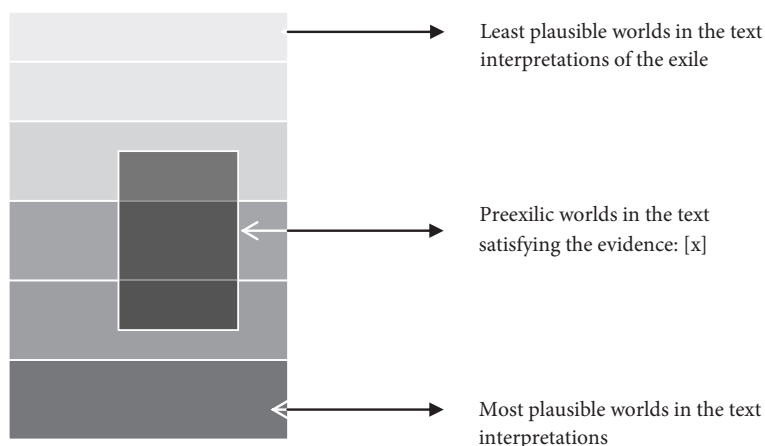 Least plausible worlds in the text
interpretations of the exile
Preexilic worlds in the text
satisfying the evidence: [x]
Most plausible worlds in the text
interpretations